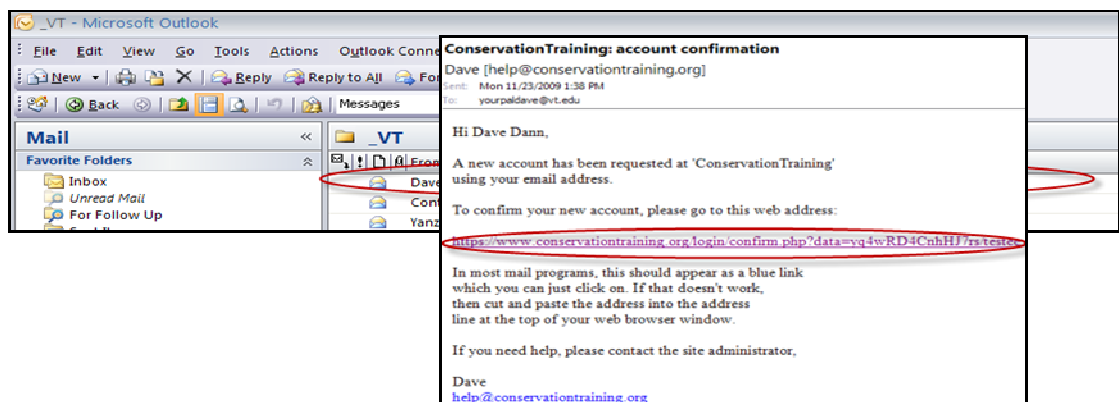 _VT - Microsoft Outlook
File Edit View Go Tools Actions Outlook Conne
New Reply Reply to All For
Back Messages
Mail
Favorite Folders
Inbox
Unread Mail
For Follow Up
_VT
From
Dave
Cont
Yanz
ConservationTraining: account confirmation
Dave [help@conservationtraining.org]
Sent: Mon 11/23/2009 1:38 PM
To: yourpaldave@vt.edu
Hi Dave Dann,
A new account has been requested at 'ConservationTraining'
using your email address.
To confirm your new account, please go to this web address:
https://www.conservationtraining.org/login/confirm.php?data=vq4wRD4CnhHJ7rs/tested
In most mail programs, this should appear as a blue link
which you can just click on. If that doesn't work,
then cut and paste the address into the address
line at the top of your web browser window.
If you need help, please contact the site administrator,
Dave
help@conservationtraining.org